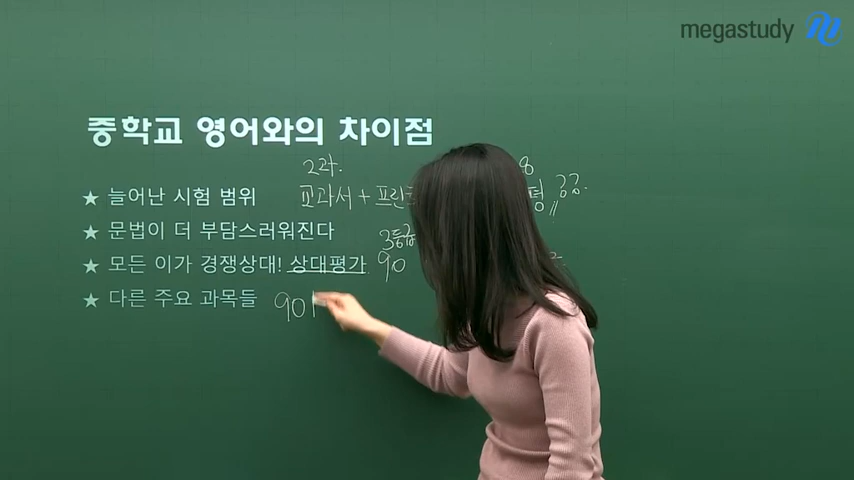 megastudy
중학교 영어와의 차이점
2과.
8
★ 늘어난 시험 범위 교과서 + 프린
평 〃
★ 문법이 더 부담스러워진다
3등급
★ 모든 이가 경쟁상대! 상대평가 90
★ 다른 주요 과목들 90